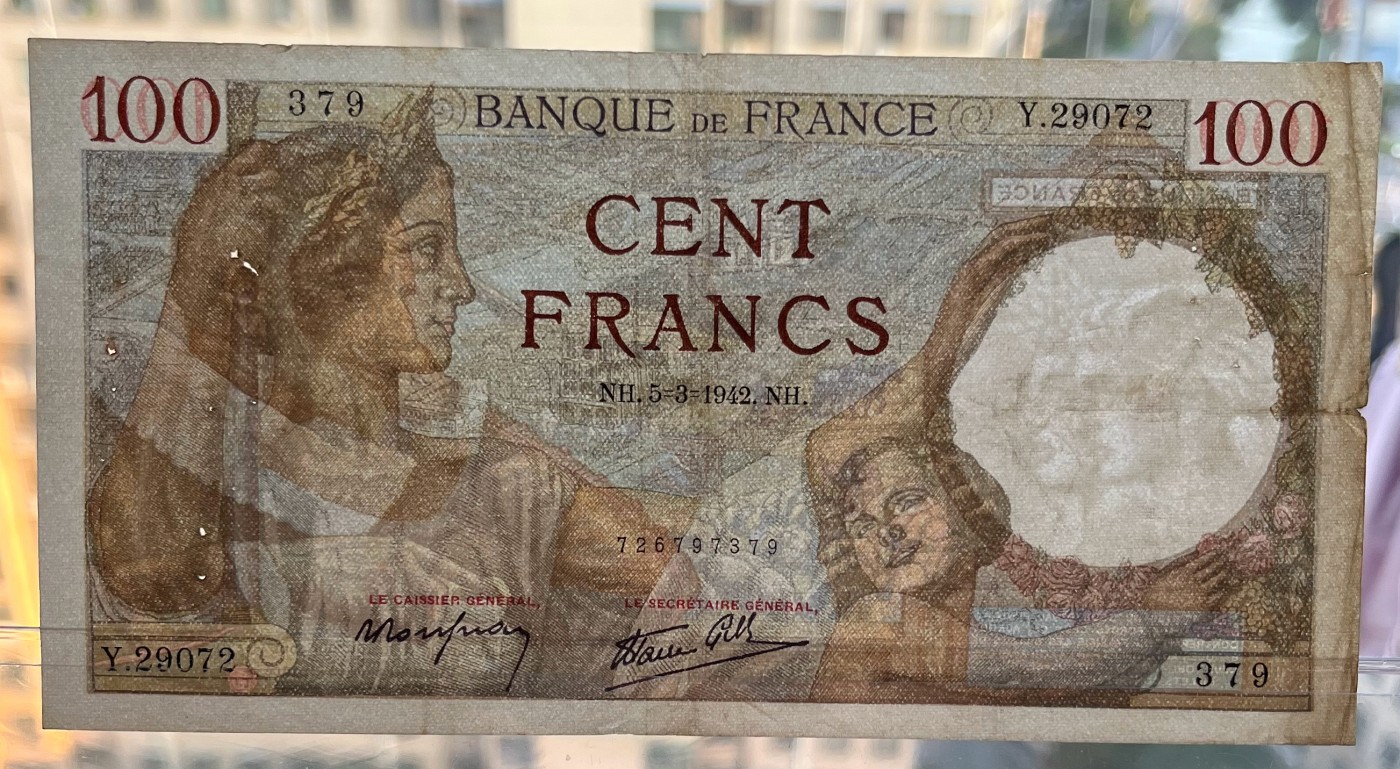 100 379 BANQUE DE FRANCE Y.29072 100
CENT
FRANCS
NH. 5=3=1942. NH.
726797379
LE CAISSIER GÉNÉRAL, LE SECRÉTAIRE GÉNÉRAL,
Y.29072 379